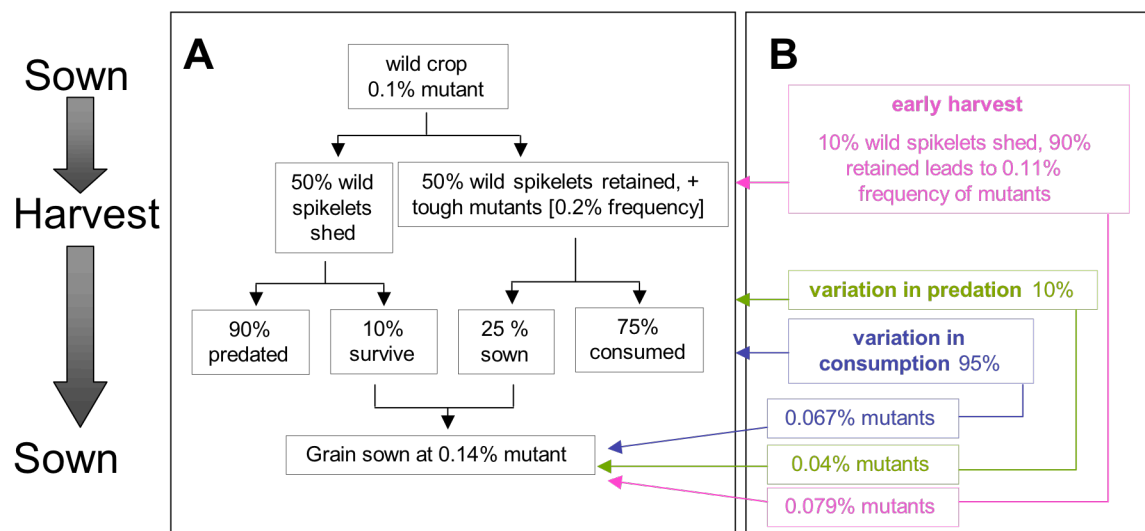 Sown
Harvest
Sown
A
wild crop
0.1% mutant
50% wild
spikelets
shed
50% wild spikelets retained, +
tough mutants [0.2% frequency]
90%
predated
10%
survive
25 %
sown
75%
consumed
Grain sown at 0.14% mutant
B
early harvest
10% wild spikelets shed, 90%
retained leads to 0.11%
frequency of mutants
variation in predation 10%
variation in
consumption 95%
0.067% mutants
0.04% mutants
0.079% mutants